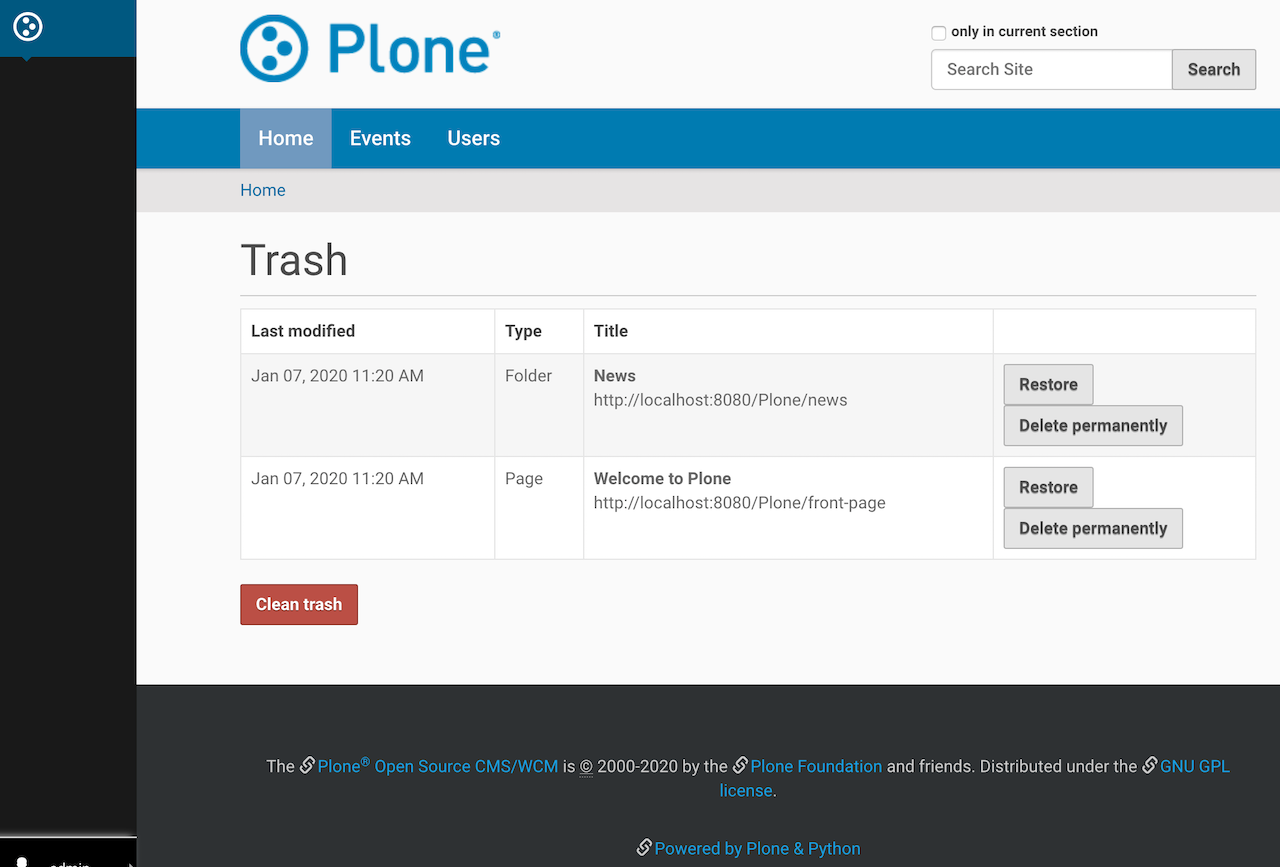 Plone®
only in current section
Search Site
Search
Home
Events
Users
Home
Trash
Last modified
Type
Title
Jan 07, 2020 11:20 AM
Folder
News
http://localhost:8080/Plone/news
Restore
Delete permanently
Jan 07, 2020 11:20 AM
Page
Welcome to Plone
http://localhost:8080/Plone/front-page
Restore
Delete permanently
Clean trash
The Plone® Open Source CMS/WCM is © 2000-2020 by the Plone Foundation and friends. Distributed under the GNU GPL
license.
Powered by Plone & Python
admin